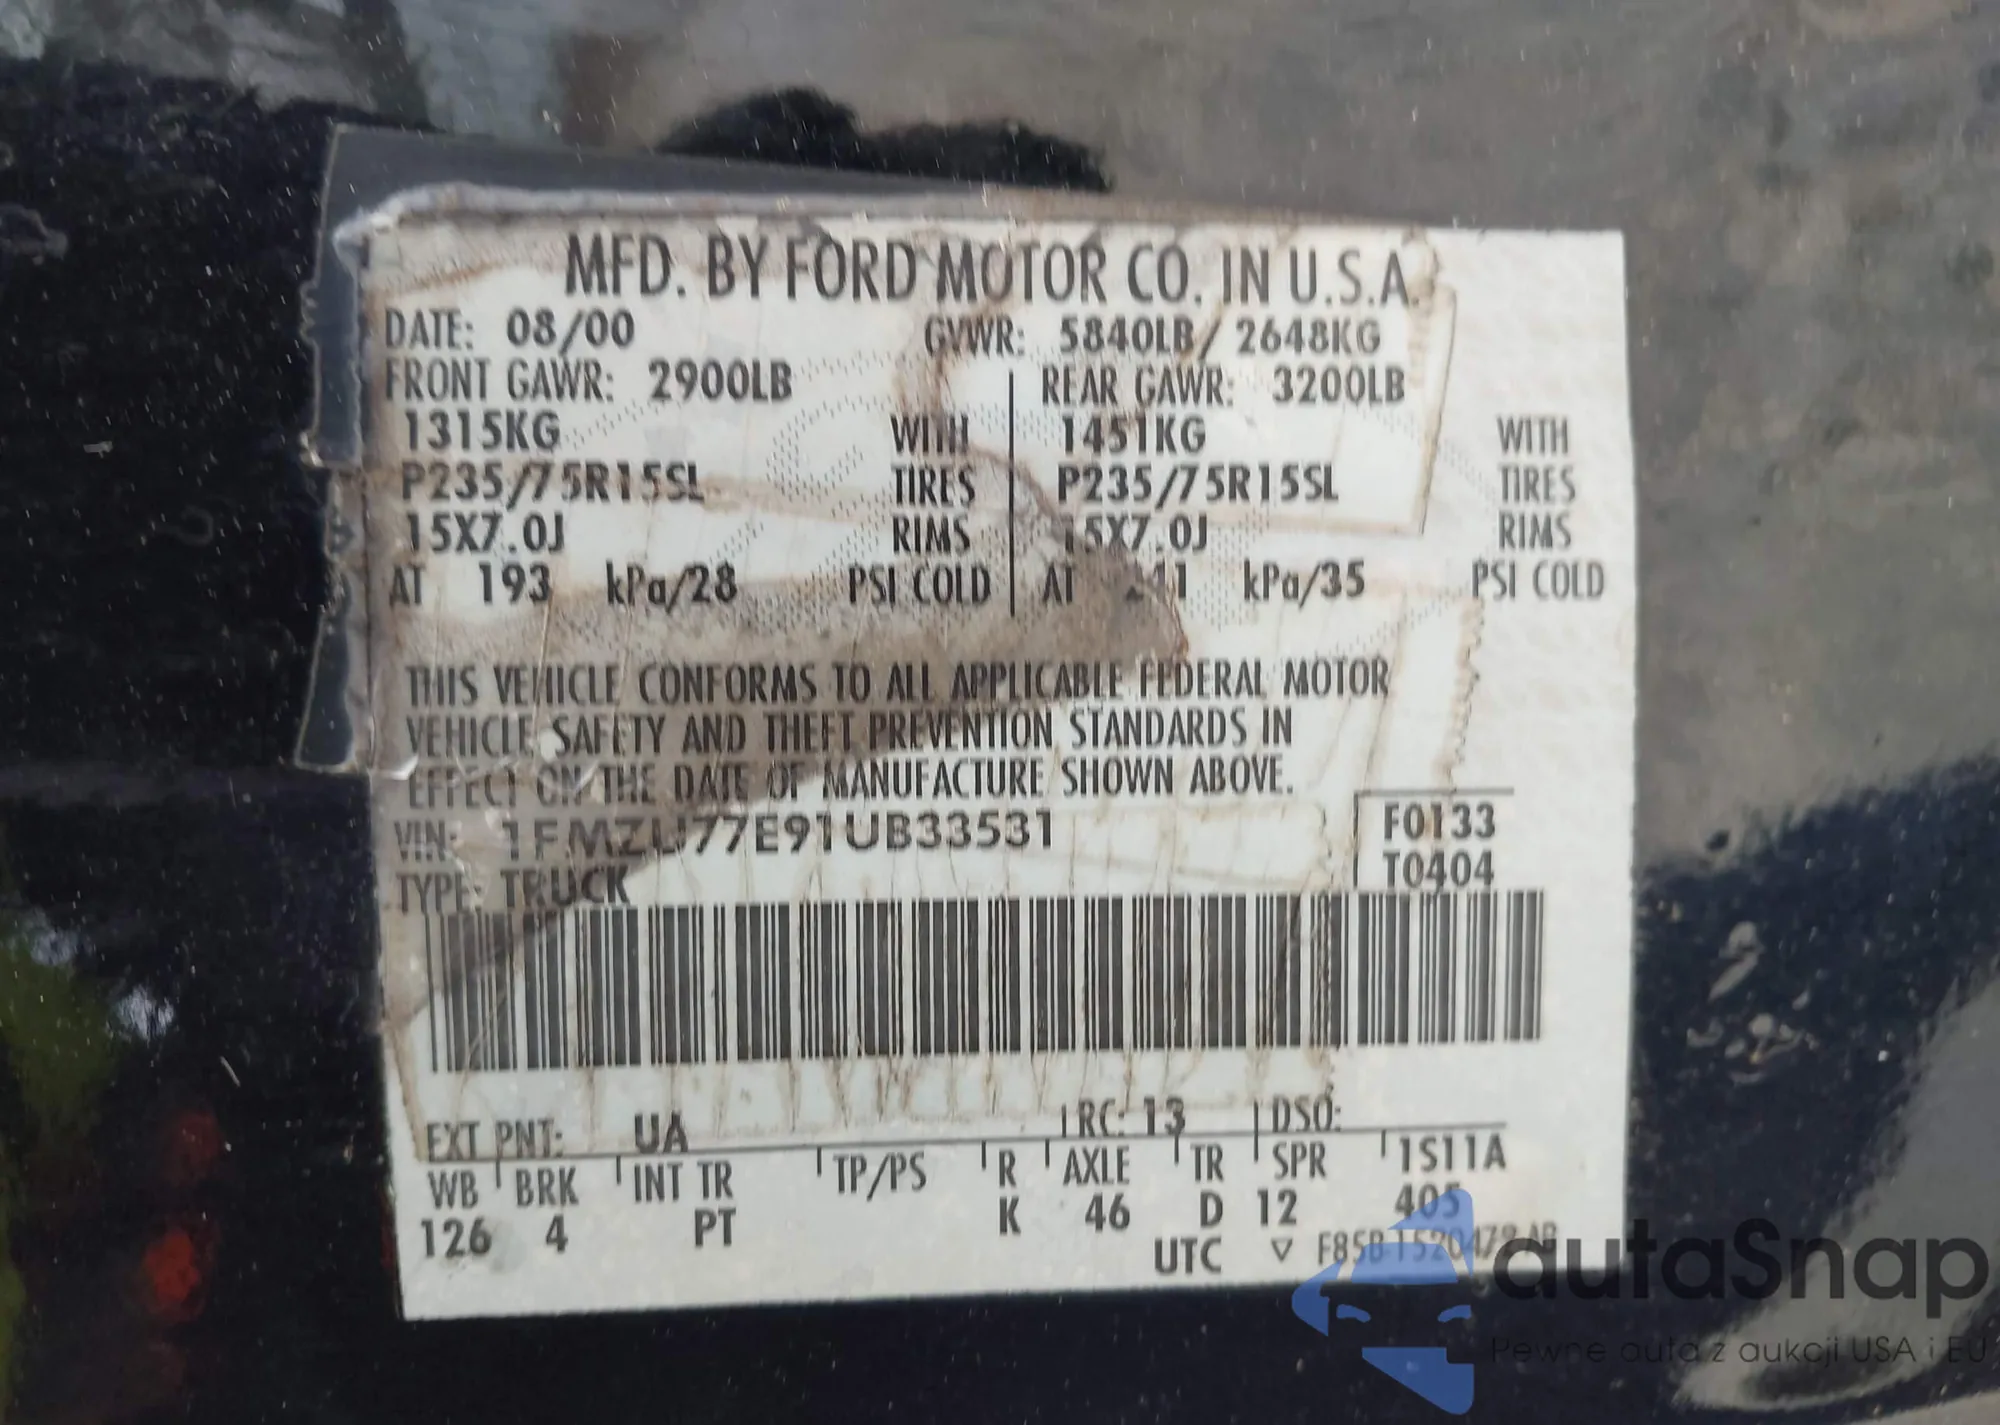 MFD. BY FORD MOTOR CO. IN U.S.A.
DATE: 08/00 GVWR: 5840LB/ 2648KG
FRONT GAWR: 2900LB REAR GAWR: 3200LB
1315KG WITH 1451KG WITH
P235/75R15SL TIRES P235/75R15SL TIRES
15X7.0J RIMS 15X7.0J RIMS
AT 193 kPa/28 PSI COLD AT 241 kPa/35 PSI COLD
THIS VEHICLE CONFORMS TO ALL APPLICABLE FEDERAL MOTOR
VEHICLE SAFETY AND THEFT PREVENTION STANDARDS IN
EFFECT ON THE DATE OF MANUFACTURE SHOWN ABOVE.
VIN: 1FMZU77E91UB33531 F0133
TYPE: TRUCK T0404
EXT PNT: UA RC: 13 DSO:
WB BRK INT TR TP/PS R AXLE TR SPR 1S11A
126 4 PT K 46 D 12 405
UTC ▽ F85B-1520472-AB
autaSnap
Pewne auta z aukcji USA i EU